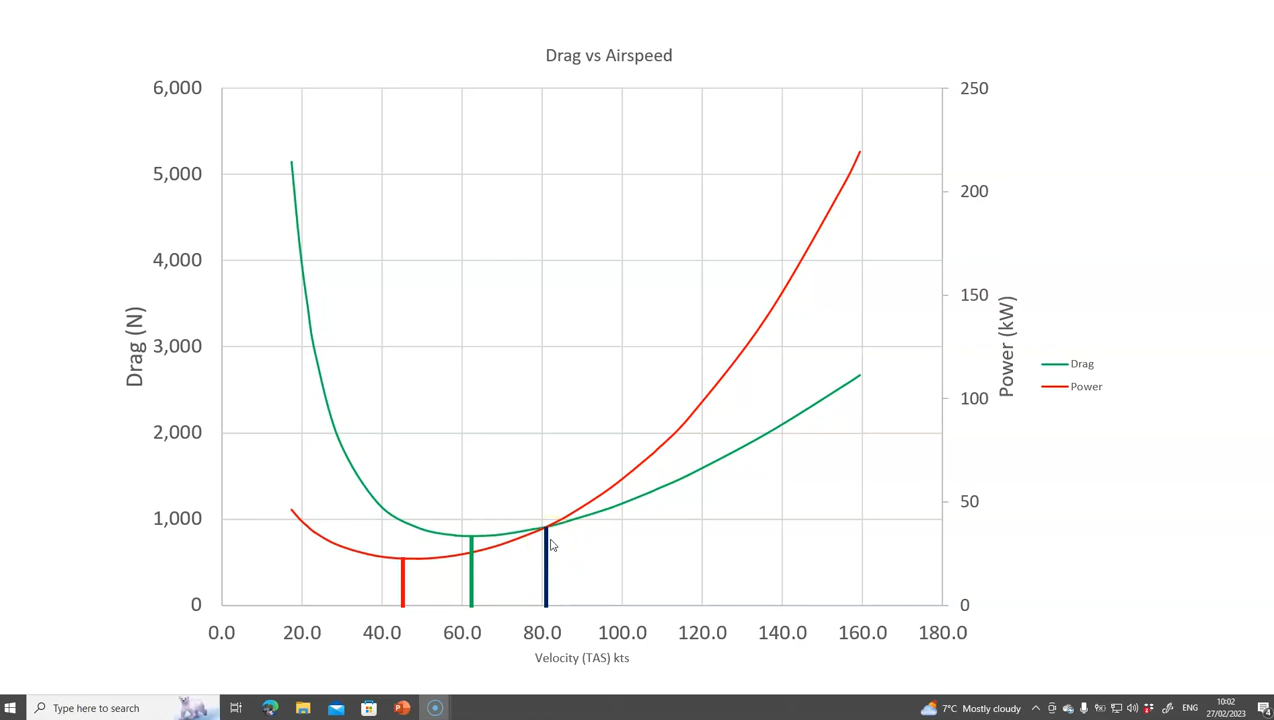 Drag vs Airspeed
6,000
5,000
4,000
3,000
2,000
1,000
0
Drag (N)
250
200
150
100
50
0
Power (kW)
Drag
Power
0.0 20.0 40.0 60.0 80.0 100.0 120.0 140.0 160.0 180.0
Velocity (TAS) kts
Type here to search
7°C Mostly cloudy
ENG
10:02
27/02/2023
4